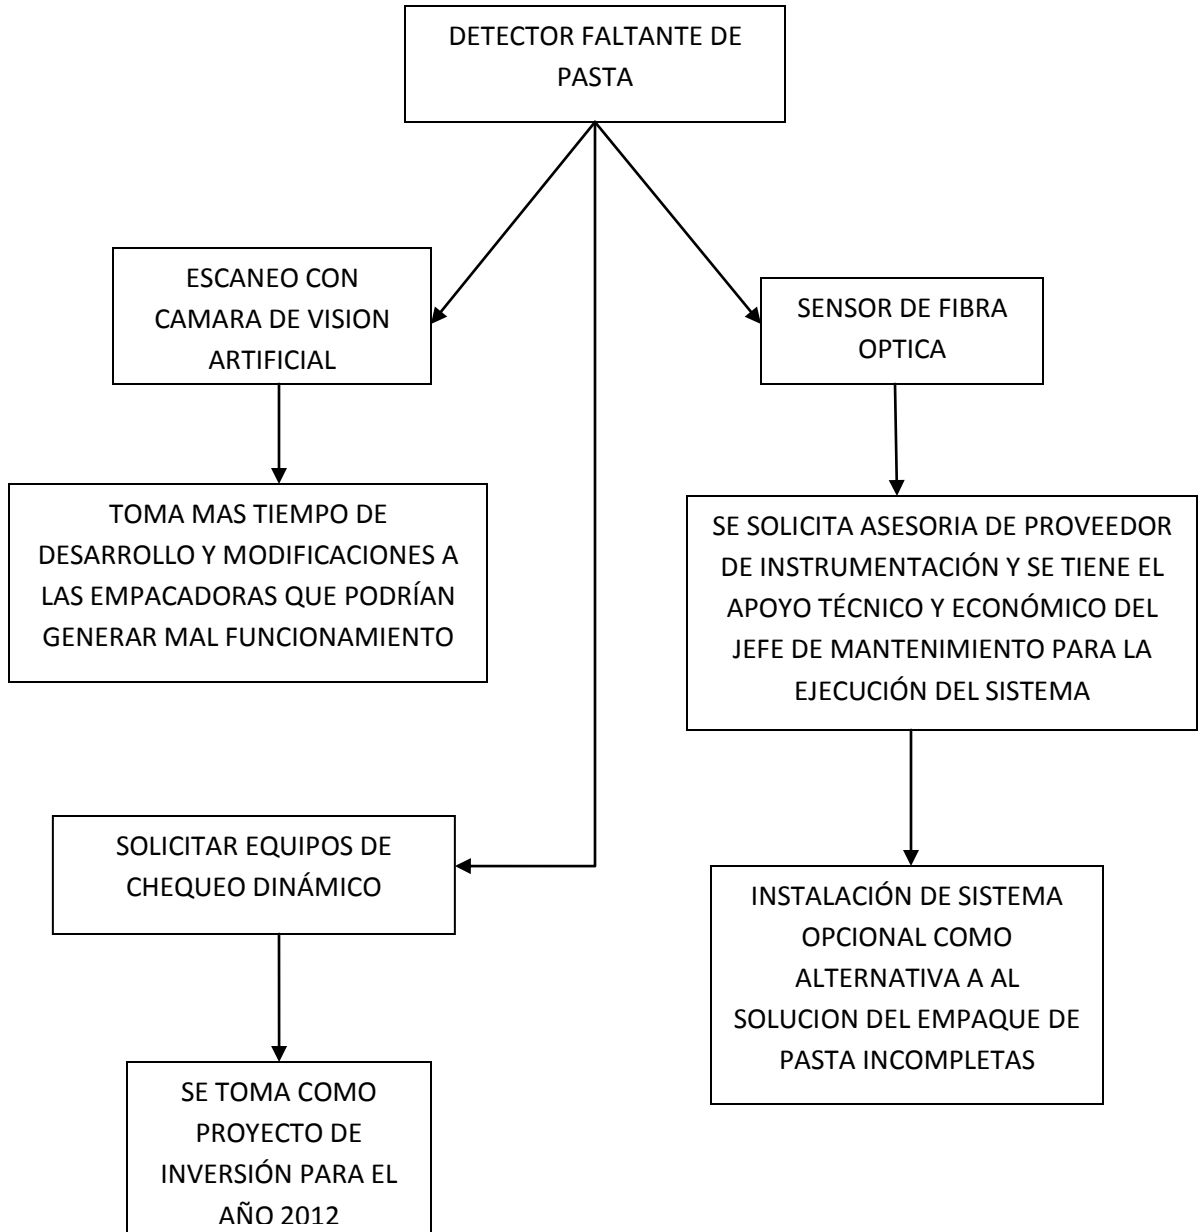 DETECTOR FALTANTE DE
PASTA
ESCANEO CON
CAMARA DE VISION
ARTIFICIAL
SENSOR DE FIBRA
OPTICA
TOMA MAS TIEMPO DE
DESARROLLO Y MODIFICACIONES A
LAS EMPACADORAS QUE PODRÍAN
GENERAR MAL FUNCIONAMIENTO
SE SOLICITA ASESORIA DE PROVEEDOR
DE INSTRUMENTACIÓN Y SE TIENE EL
APOYO TÉCNICO Y ECONÓMICO DEL
JEFE DE MANTENIMIENTO PARA LA
EJECUCIÓN DEL SISTEMA
SOLICITAR EQUIPOS DE
CHEQUEO DINÁMICO
INSTALACIÓN DE SISTEMA
OPCIONAL COMO
ALTERNATIVA A AL
SOLUCION DEL EMPAQUE DE
PASTA INCOMPLETAS
SE TOMA COMO
PROYECTO DE
INVERSIÓN PARA EL
AÑO 2012